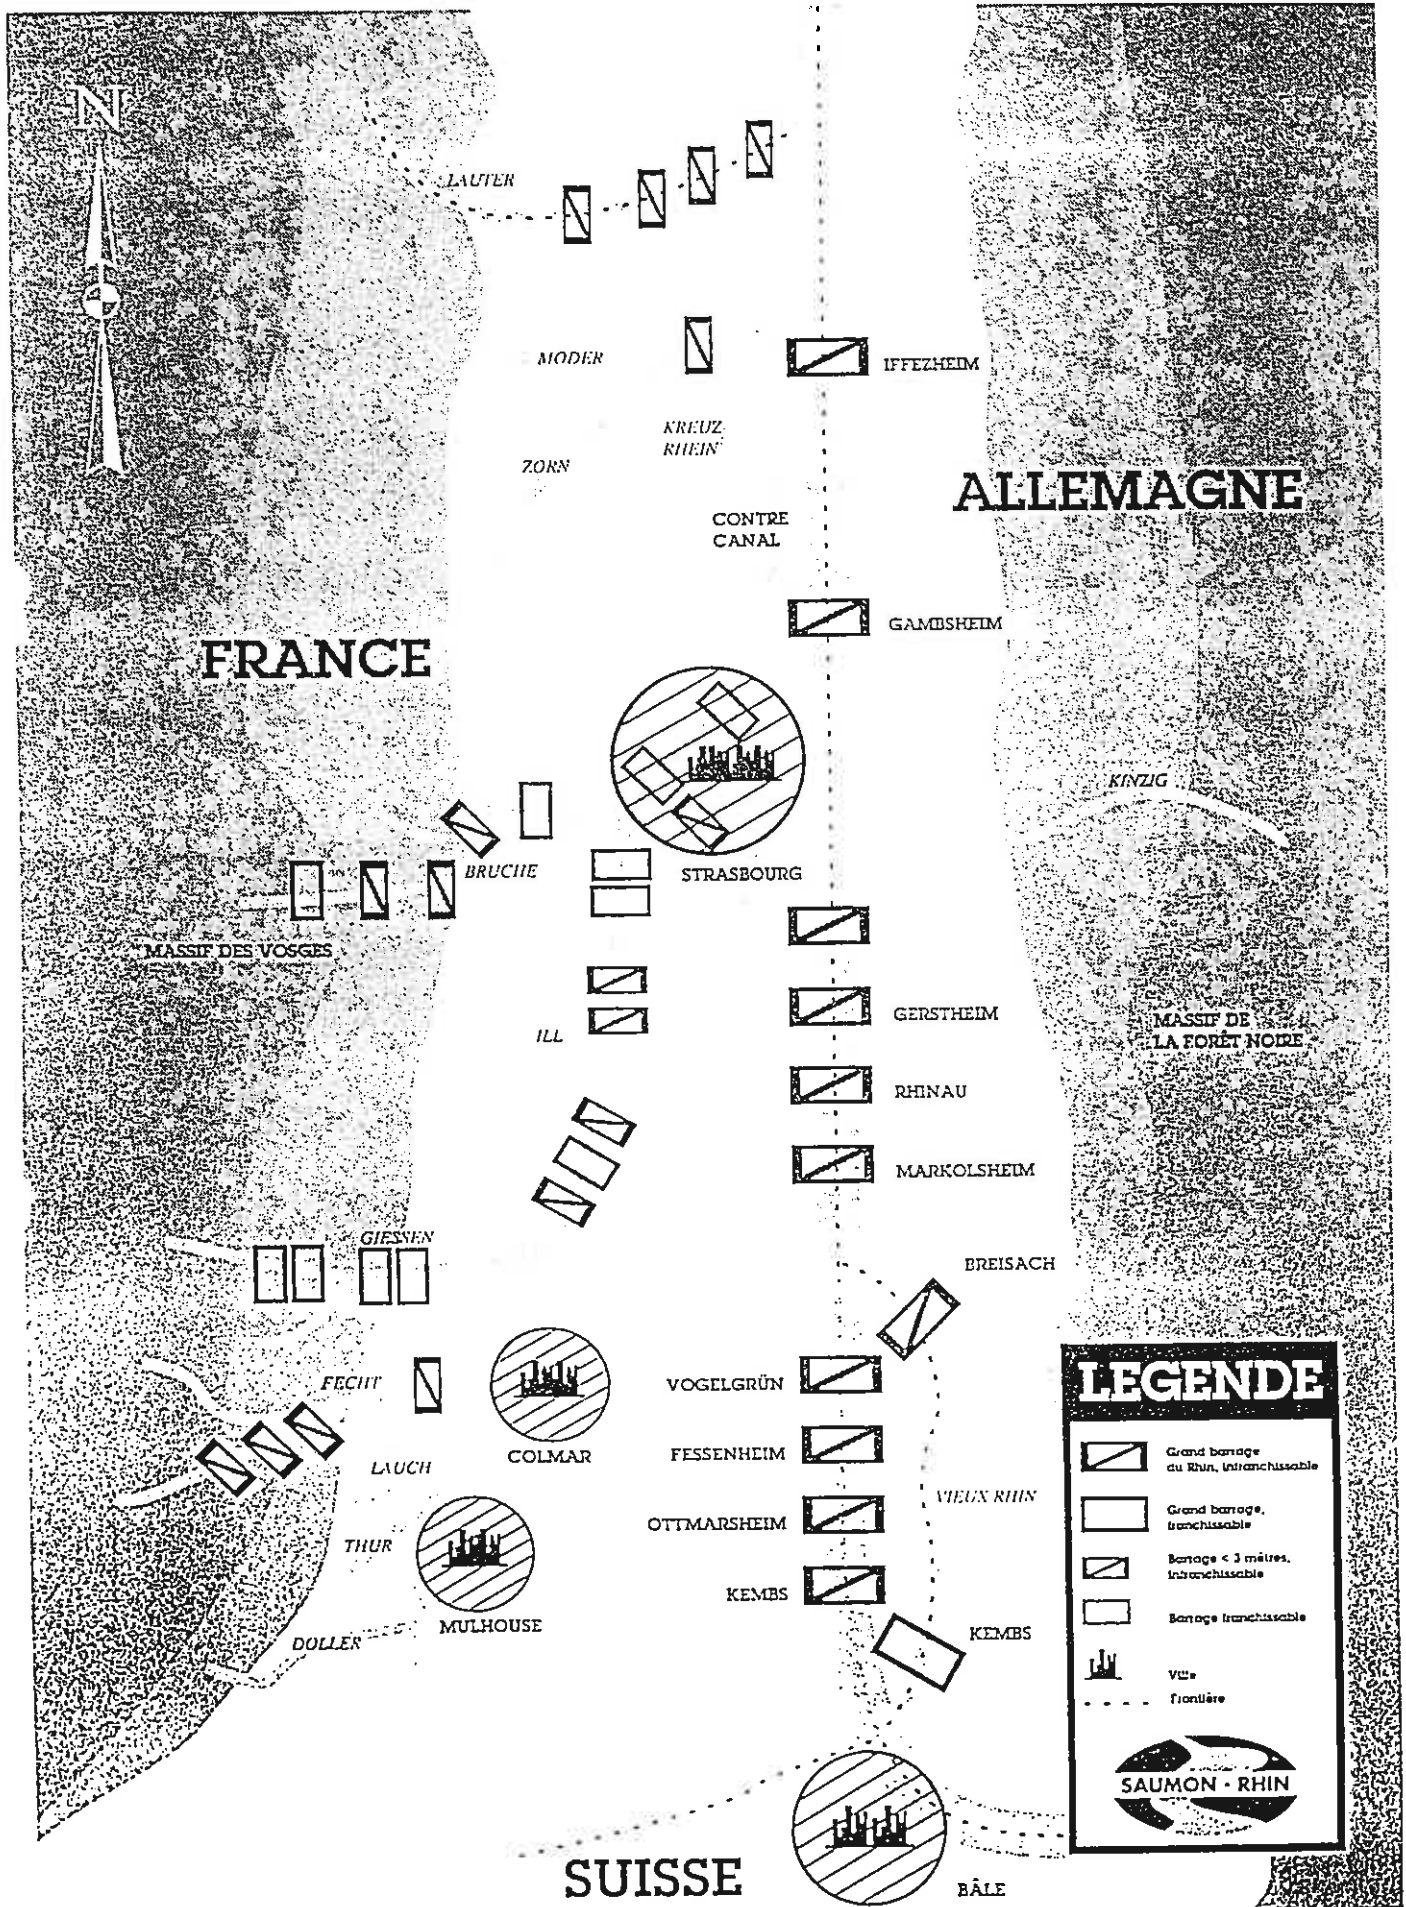 N
LAUTER
MODER
IFFEZHEIM
KREUZ
RHEIN
ZORN
ALLEMAGNE
CONTRE
CANAL
GAMBSHEIM
FRANCE
KINZIG
BRUCHE
STRASBOURG
MASSIF DES VOSGES
GERSTHEIM
MASSIF DE
LA FORÊT NOIRE
ILL
RHINAU
MARKOLSHEIM
GIESSEN
BREISACH
FECHT
VOGELGRÜN
COLMAR
FESSENHEIM
LAUCH
VIEUX RHIN
OTTMARSHEIM
THUR
KEMBS
MULHOUSE
KEMBS
DOLLER
LEGENDE
Grand barrage
du Rhin, infranchissable
Grand barrage,
franchissable
Barrage < 3 mètres,
infranchissable
Barrage franchissable
Ville
Frontière
SAUMON - RHIN
SUISSE
BÂLE